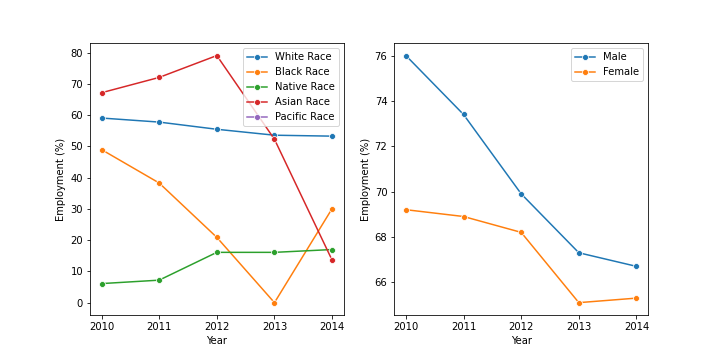 80
70
60
50
40
30
20
10
0
Employment (%)
2010 2011 2012 2013 2014
Year
White Race
Black Race
Native Race
Asian Race
Pacific Race
76
74
72
70
68
66
Employment (%)
2010 2011 2012 2013 2014
Year
Male
Female